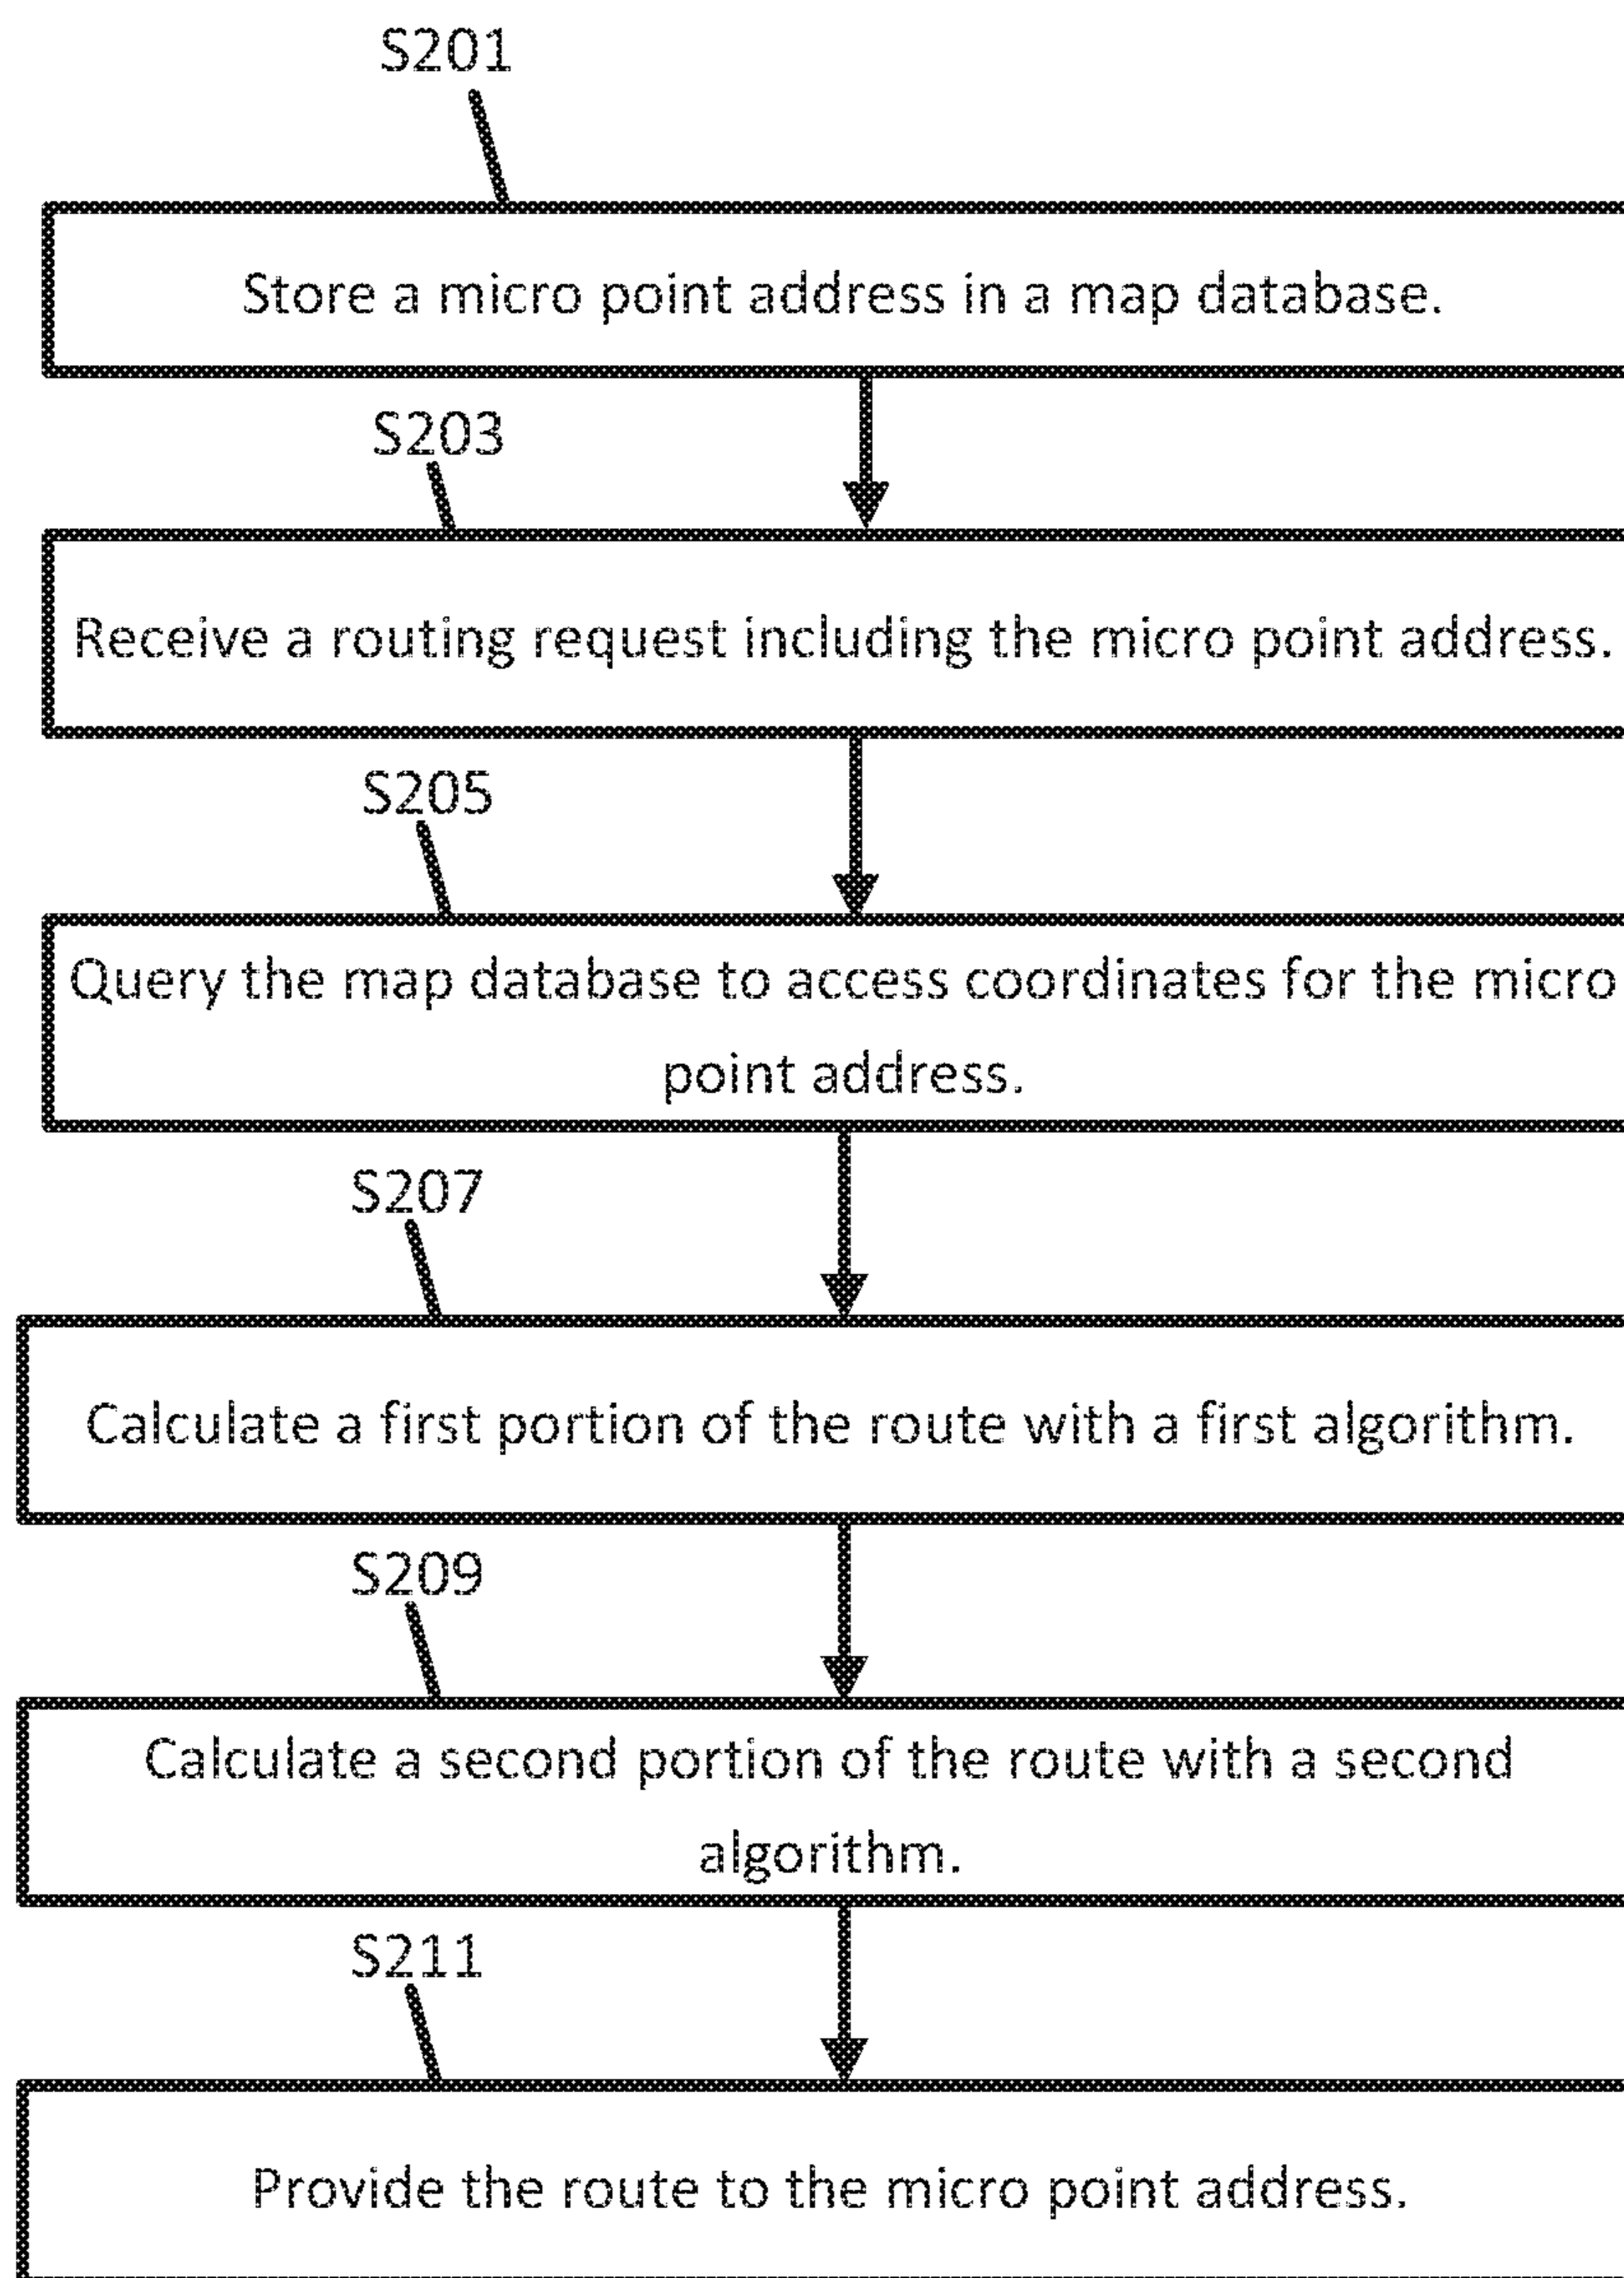 S201
Store a micro point address in a map database.
S203
Receive a routing request including the micro point address.
S205
Query the map database to access coordinates for the micro
point address.
S207
Calculate a first portion of the route with a first algorithm.
S209
Calculate a second portion of the route with a second
algorithm.
S211
Provide the route to the micro point address.